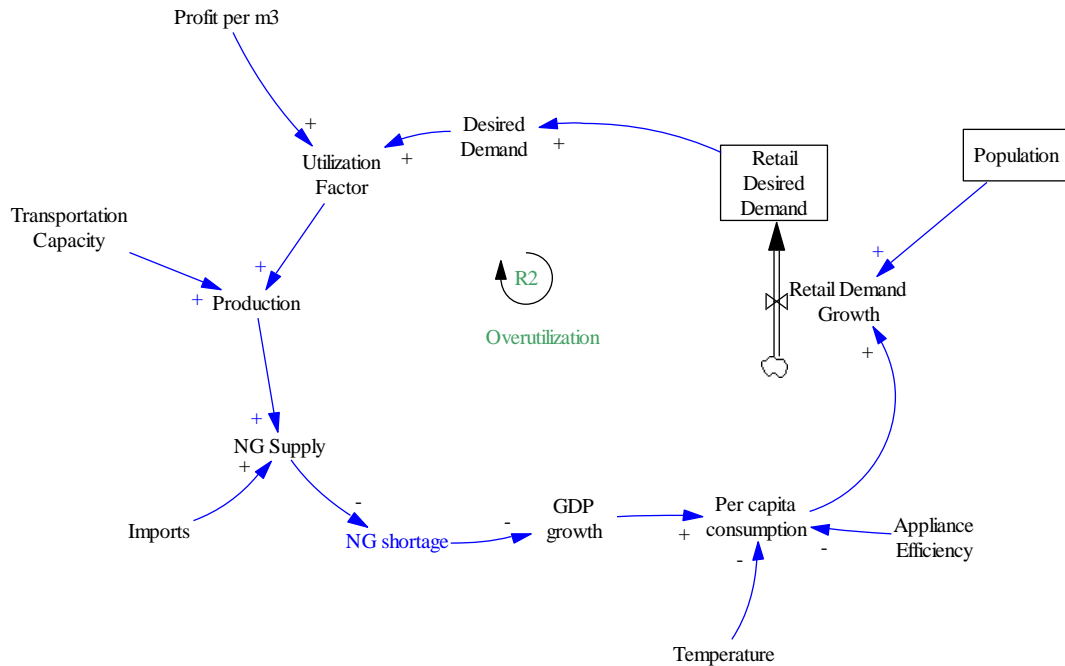 Profit per m3
+
Desired
Demand
+
+
Utilization
Factor
Retail
Desired
Demand
Population
Transportation
Capacity
+
+
Production
R2
Overutilization
+
Retail Demand
Growth
+
+
NG Supply
+
Imports
-
NG shortage
-
GDP
growth
+
Per capita
consumption
-
-
Appliance
Efficiency
Temperature